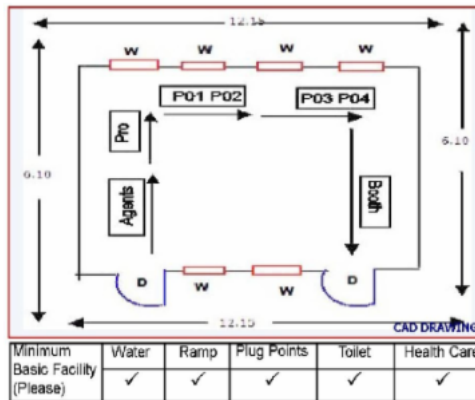 12.15
W W W W
P01 P02 P03 P04
Pro
6.10
6.10
Agents
Booth
D W W D
12.15
CAD DRAWING
Minimum Basic Facility (Please) Water Ramp Plug Points Toilet Health Care
✓ ✓ ✓ ✓ ✓